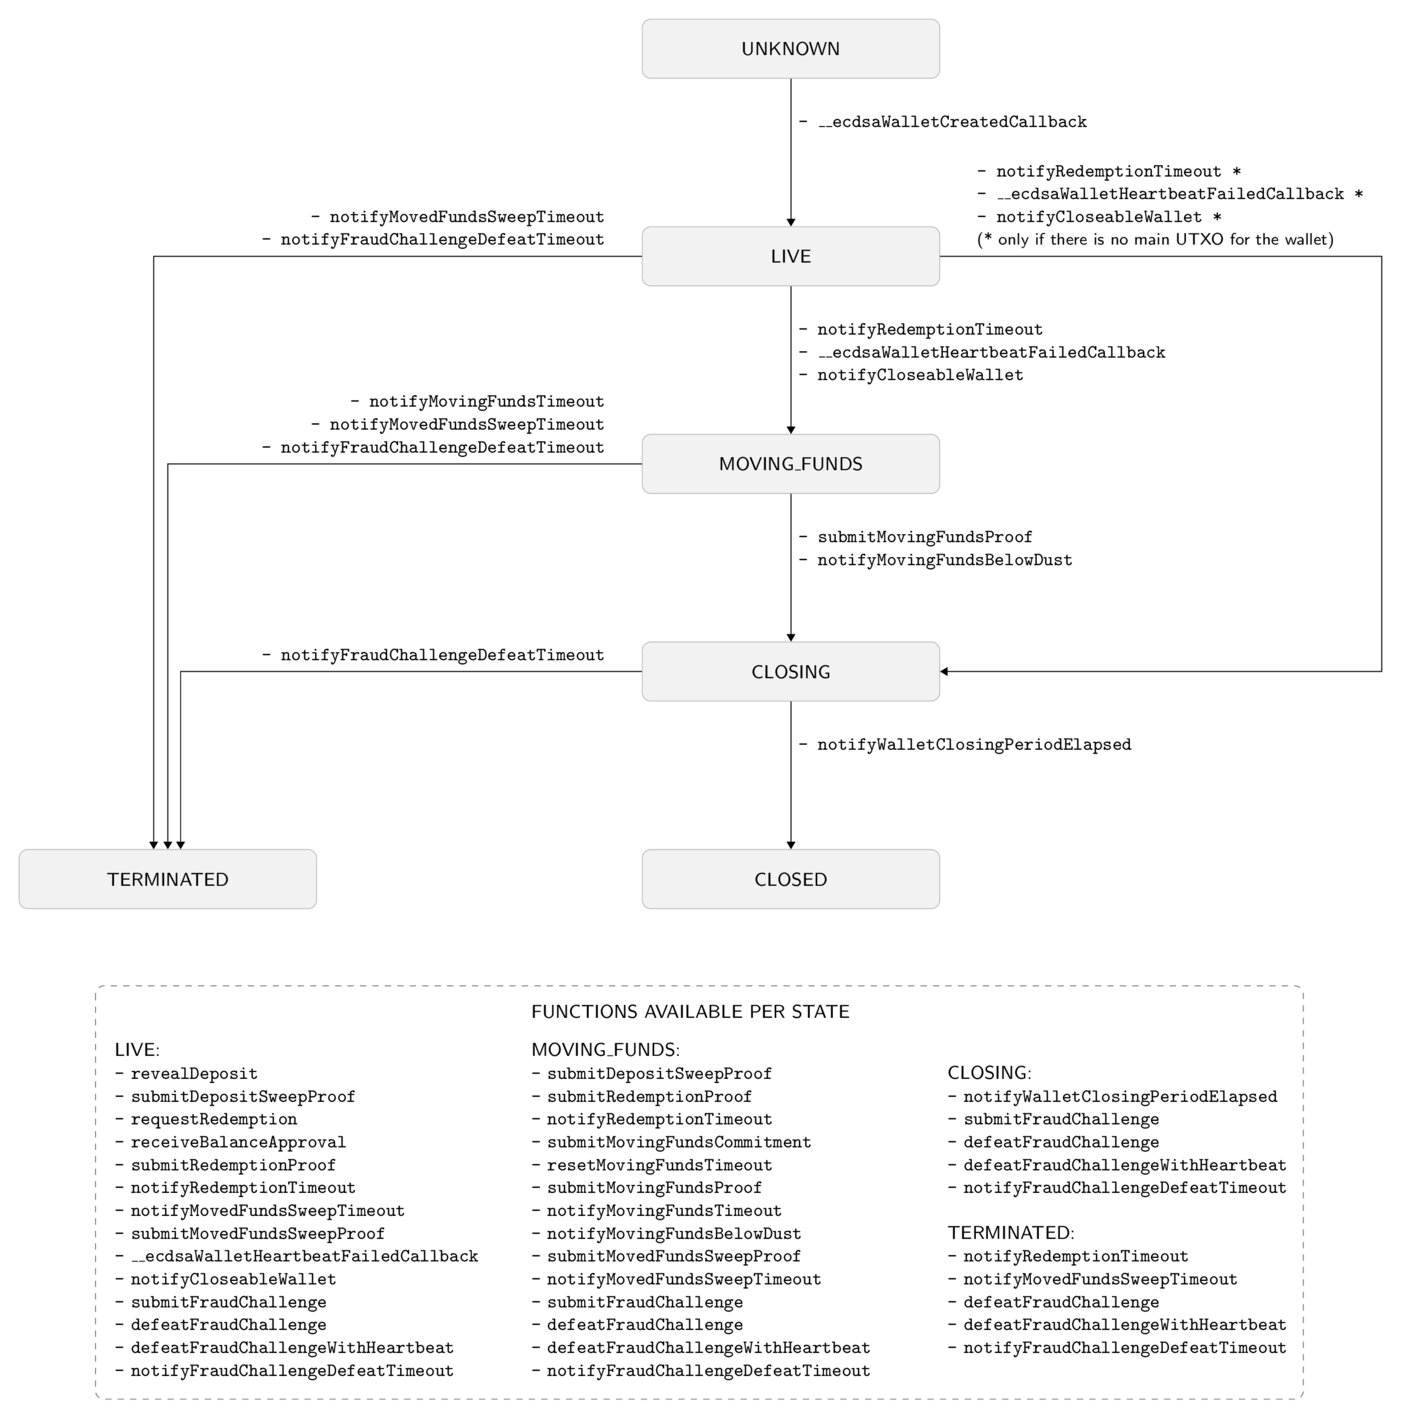 UNKNOWN
- __ecdsaWalletCreatedCallback
- notifyRedemptionTimeout *
- __ecdsaWalletHeartbeatFailedCallback *
- notifyCloseableWallet *
(* only if there is no main UTXO for the wallet)
- notifyMovedFundsSweepTimeout
- notifyFraudChallengeDefeatTimeout
LIVE
- notifyRedemptionTimeout
- __ecdsaWalletHeartbeatFailedCallback
- notifyCloseableWallet
- notifyMovingFundsTimeout
- notifyMovedFundsSweepTimeout
- notifyFraudChallengeDefeatTimeout
MOVING_FUNDS
- submitMovingFundsProof
- notifyMovingFundsBelowDust
- notifyFraudChallengeDefeatTimeout
CLOSING
- notifyWalletClosingPeriodElapsed
TERMINATED
CLOSED
FUNCTIONS AVAILABLE PER STATE
LIVE:
- revealDeposit
- submitDepositSweepProof
- requestRedemption
- receiveBalanceApproval
- submitRedemptionProof
- notifyRedemptionTimeout
- notifyMovedFundsSweepTimeout
- submitMovedFundsSweepProof
- __ecdsaWalletHeartbeatFailedCallback
- notifyCloseableWallet
- submitFraudChallenge
- defeatFraudChallenge
- defeatFraudChallengeWithHeartbeat
- notifyFraudChallengeDefeatTimeout
MOVING_FUNDS:
- submitDepositSweepProof
- submitRedemptionProof
- notifyRedemptionTimeout
- submitMovingFundsCommitment
- resetMovingFundsTimeout
- submitMovingFundsProof
- notifyMovingFundsTimeout
- notifyMovingFundsBelowDust
- submitMovedFundsSweepProof
- notifyMovedFundsSweepTimeout
- submitFraudChallenge
- defeatFraudChallenge
- defeatFraudChallengeWithHeartbeat
- notifyFraudChallengeDefeatTimeout
CLOSING:
- notifyWalletClosingPeriodElapsed
- submitFraudChallenge
- defeatFraudChallenge
- defeatFraudChallengeWithHeartbeat
- notifyFraudChallengeDefeatTimeout
TERMINATED:
- notifyRedemptionTimeout
- notifyMovedFundsSweepTimeout
- defeatFraudChallenge
- defeatFraudChallengeWithHeartbeat
- notifyFraudChallengeDefeatTimeout